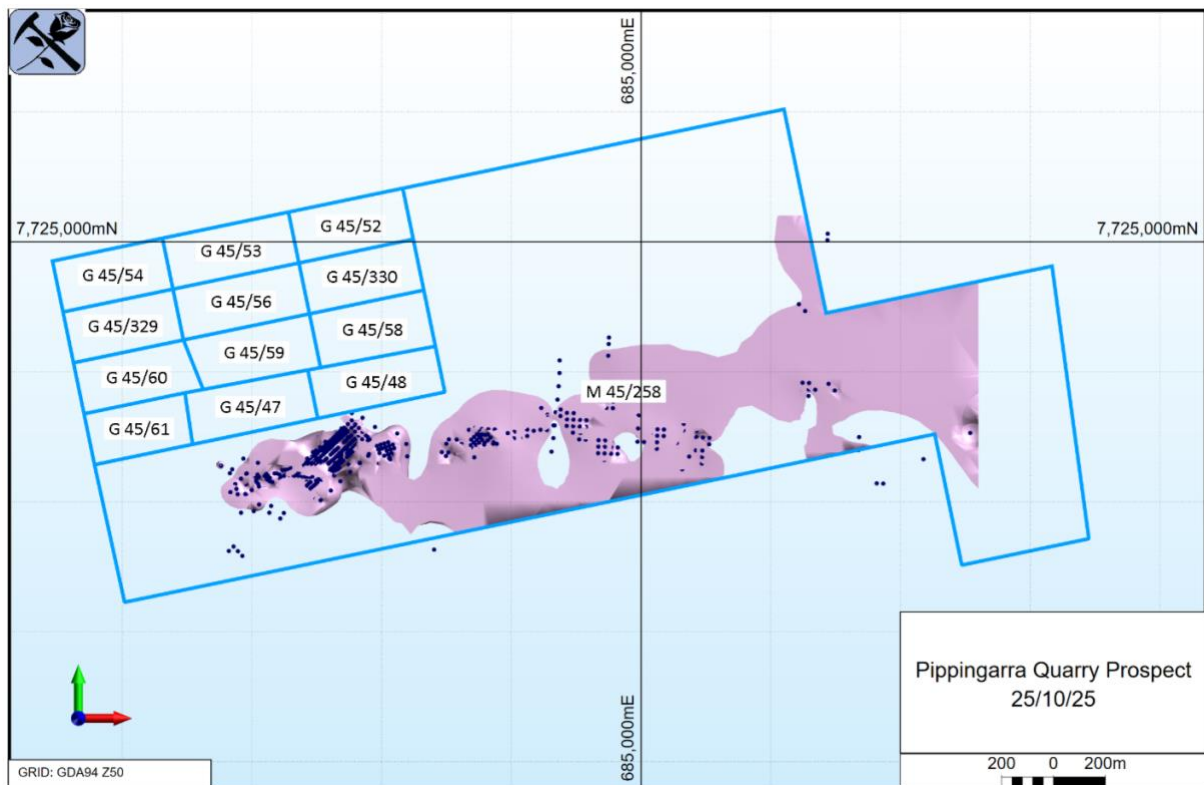 685,000mE
7,725,000mN
7,725,000mN
G 45/52
G 45/53
G 45/54
G 45/330
G 45/56
G 45/329
G 45/58
G 45/59
G 45/60
G 45/48
M 45/258
G 45/47
G 45/61
685,000mE
Pippingarra Quarry Prospect
25/10/25
GRID: GDA94 Z50
200 0 200m